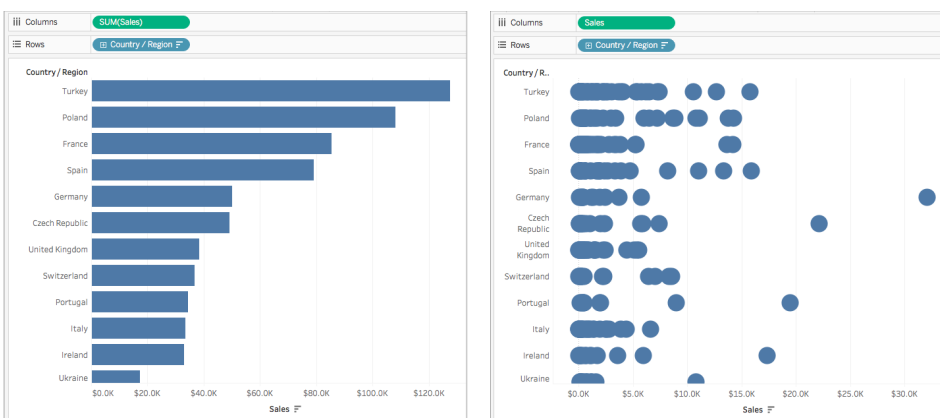 Columns
SUM(Sales)
Rows
Country / Region
Country / Region
Turkey
Poland
France
Spain
Germany
Czech Republic
United Kingdom
Switzerland
Portugal
Italy
Ireland
Ukraine
$0.0K $20.0K $40.0K $60.0K $80.0K $100.0K $120.0K
Sales
Columns
Sales
Rows
Country / Region
Country / R..
Turkey
Poland
France
Spain
Germany
Czech
Republic
United
Kingdom
Switzerland
Portugal
Italy
Ireland
Ukraine
$0.0K $5.0K $10.0K $15.0K $20.0K $25.0K $30.0K
Sales